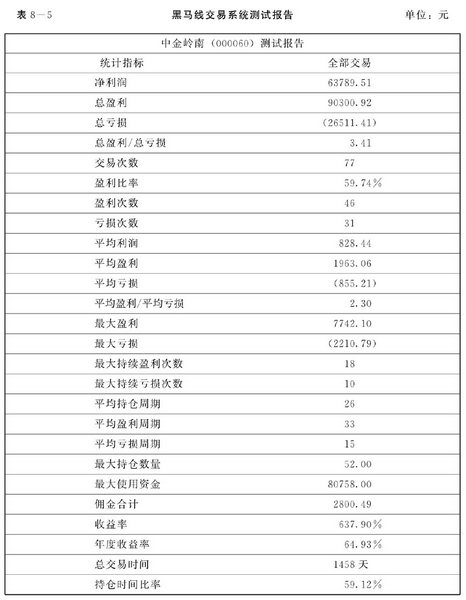 表 8－5 黑马线交易系统测试报告 单位：元
中金岭南（000060）测试报告
统计指标 全部交易
净利润 63789.51
总盈利 90300.92
总亏损 (26511.41)
总盈利/总亏损 3.41
交易次数 77
盈利比率 59.74%
盈利次数 46
亏损次数 31
平均利润 828.44
平均盈利 1963.06
平均亏损 (855.21)
平均盈利/平均亏损 2.30
最大盈利 7742.10
最大亏损 (2210.79)
最大持续盈利次数 18
最大持续亏损次数 10
平均持仓周期 26
平均盈利周期 33
平均亏损周期 15
最大持仓数量 52.00
最大使用资金 80758.00
佣金合计 2800.49
收益率 637.90%
年度收益率 64.93%
总交易时间 1458 天
持仓时间比率 59.12%